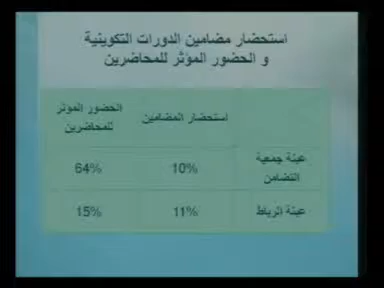 استحضار مضامين الدورات التكوينية
و الحضور المؤثر للمحاضرين
استحضار المضامين
الحضور المؤثر
للمحاضرين
عينة جمعية
التضامن
10%
64%
عينة الرباط
11%
15%